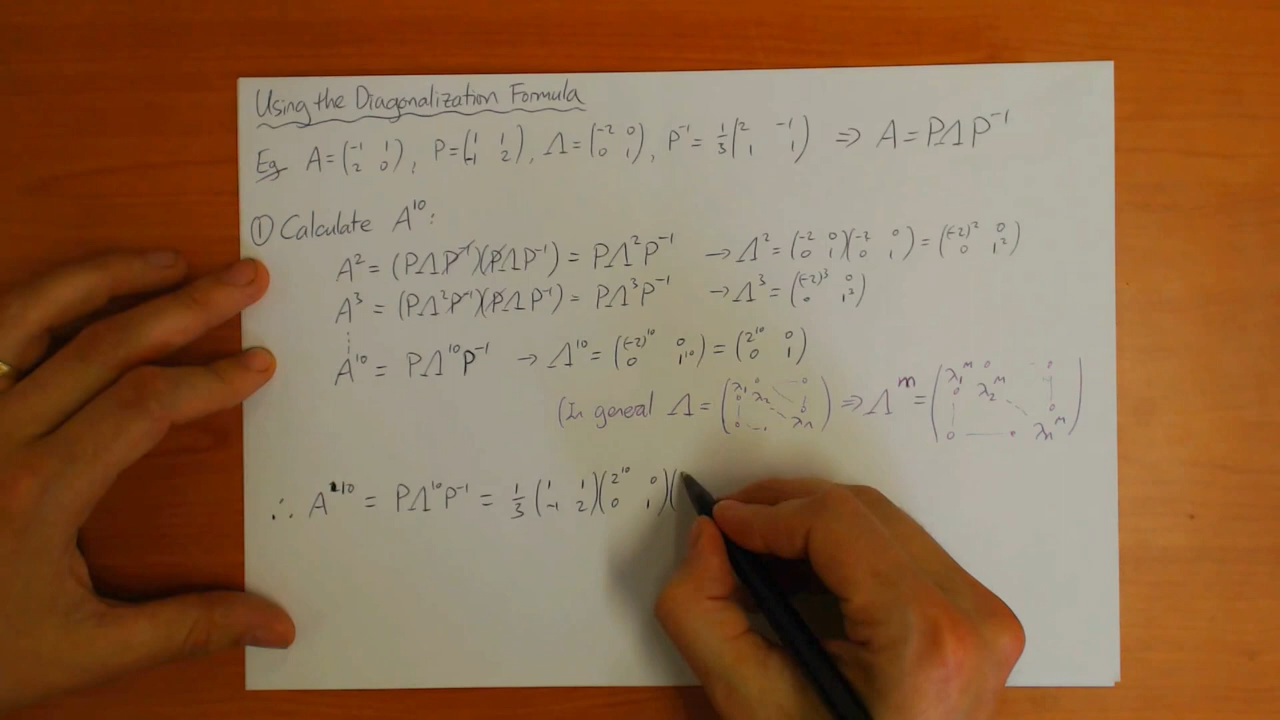 Using the Diagonalization Formula
Eg A = (-1 1; 2 0), P = (1 1; -1 2), Λ = (-2 0; 0 1), P⁻¹ = 1/3 (2 -1; 1 1) ⇒ A = PΛP⁻¹
① Calculate A¹⁰:
A² = (PΛP⁻¹)(PΛP⁻¹) = PΛ²P⁻¹ → Λ² = (-2 0; 0 1)(-2 0; 0 1) = ((-2)² 0; 0 1²)
A³ = (PΛ²P⁻¹)(PΛP⁻¹) = PΛ³P⁻¹ → Λ³ = ((-2)³ 0; 0 1³)
A¹⁰ = PΛ¹⁰P⁻¹ → Λ¹⁰ = ((-2)¹⁰ 0; 0 1¹⁰) = (2¹⁰ 0; 0 1)
(In general Λ = (λ₁ 0 ... 0; 0 λ₂ ... 0; 0 ... λₙ) ⇒ Λᵐ = (λ₁ᵐ 0 ... 0; 0 λ₂ᵐ ... 0; 0 ... λₙᵐ)
∴ A¹⁰ = PΛ¹⁰P⁻¹ = 1/3 (1 1; -1 2)(2¹⁰ 0; 0 1)(